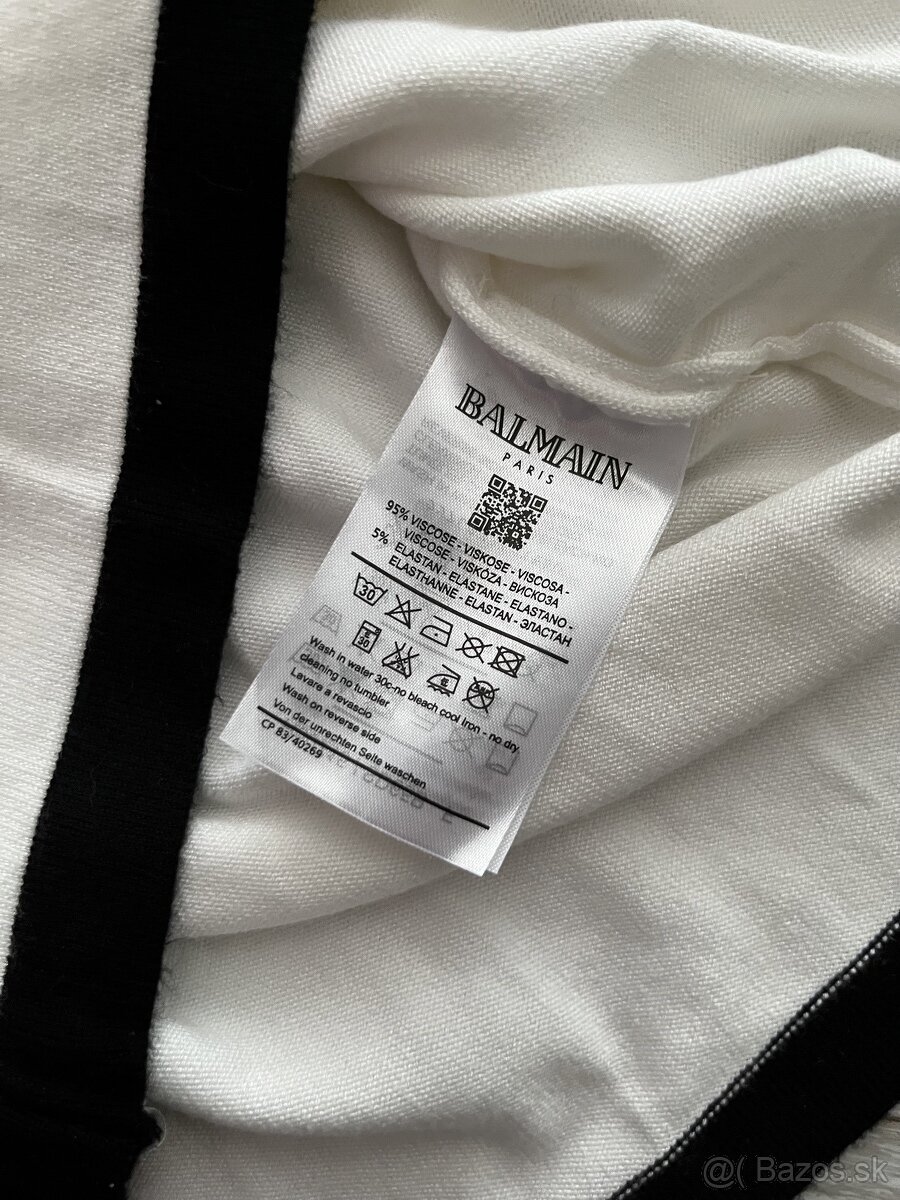 BALMAIN
PARIS
95% VISCOSE - VISKOSE - VISCOSA -
VISCOSE - VISKÓZA - ВИСКОЗА
5% ELASTAN - ELASTANE - ELASTANO -
ELASTHANNE - ELASTAN - ЭЛАСТАН
30
30
Wash in water 30c-no bleach cool Iron - no dry
cleaning no tumbler
Lavare a revascio
Wash on reverse side
Von der unrechten Seite waschen
CP 83/40269
@( Bazos.sk